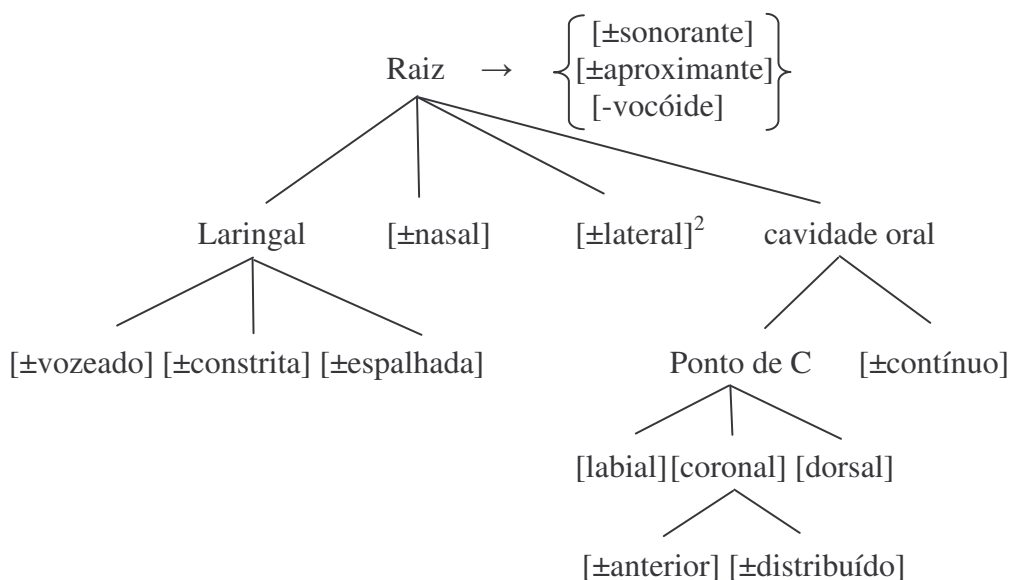 [±sonorante]
Raiz → [±aproximante]
[-vocóide]
Laringal [±nasal] [±lateral]² cavidade oral
[±vozeado] [±constrita] [±espalhada] Ponto de C [±contínuo]
[labial] [coronal] [dorsal]
[±anterior] [±distribuído]